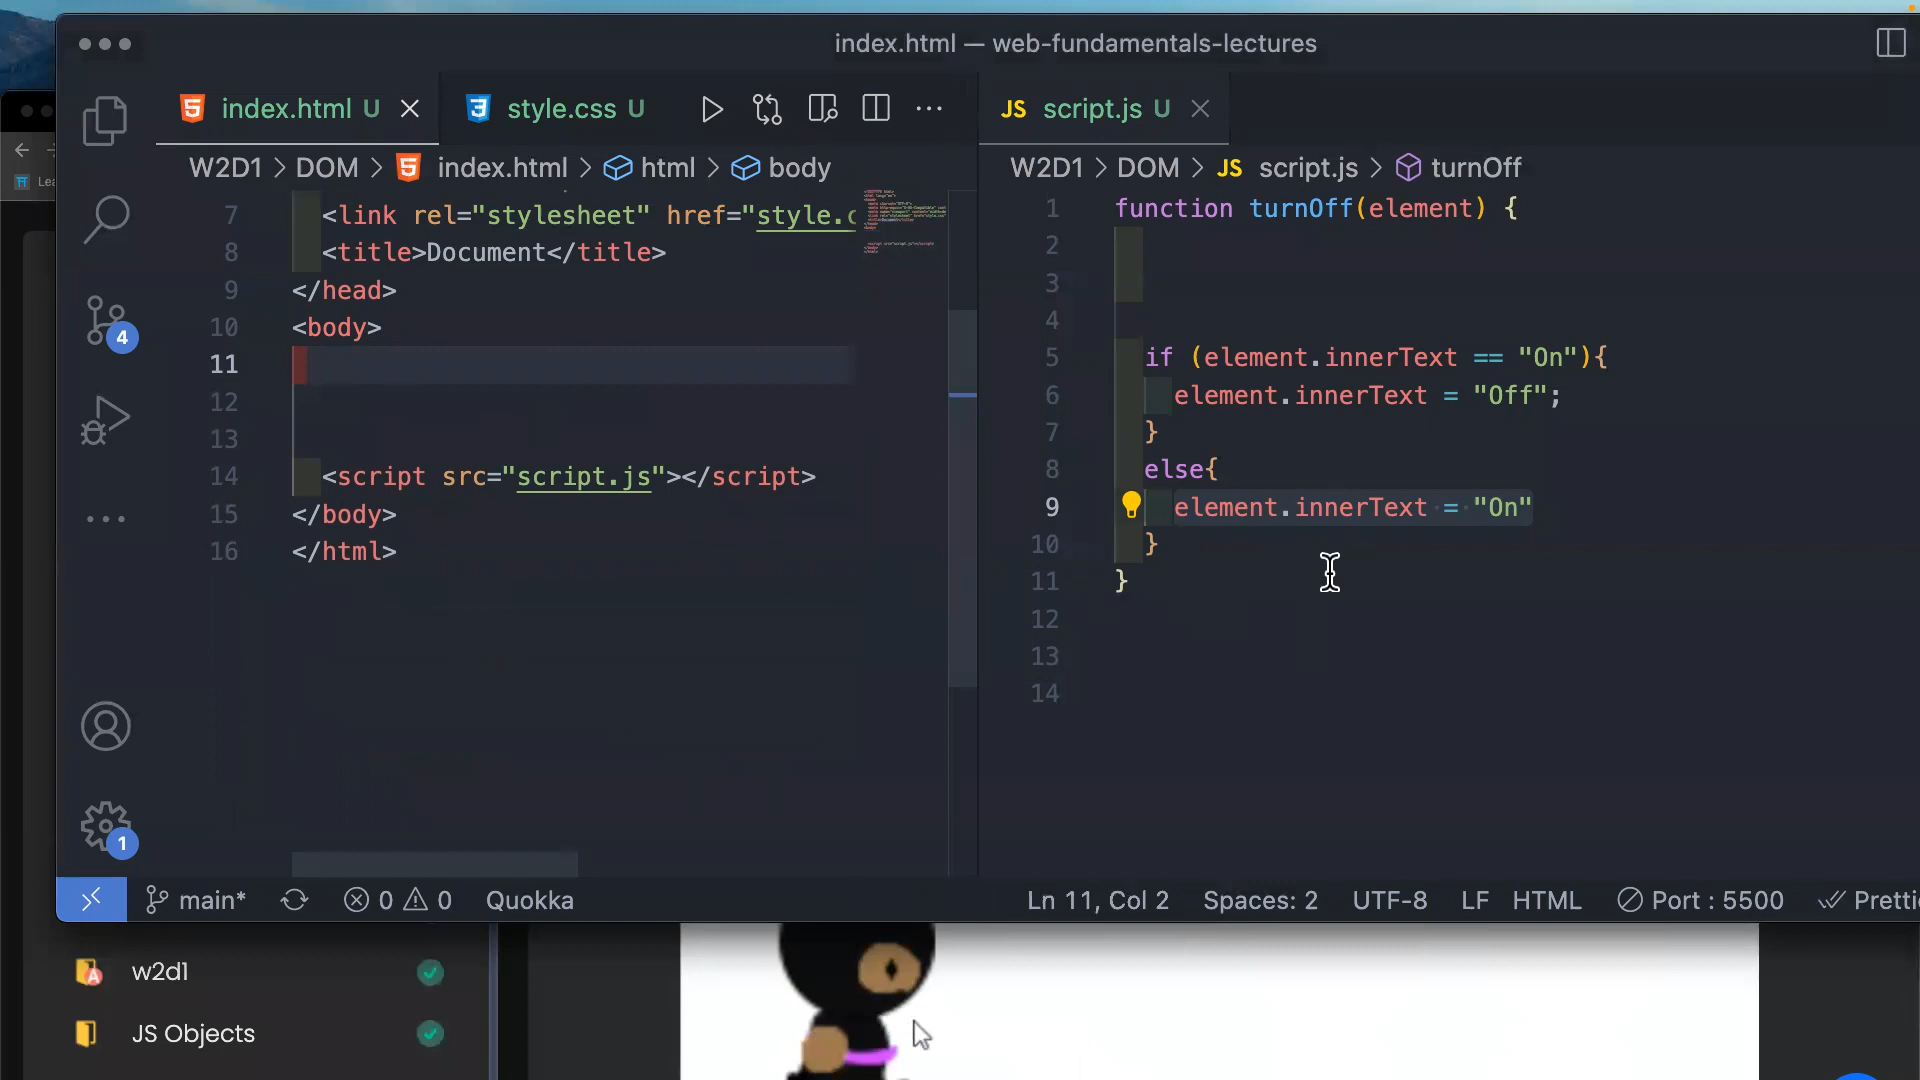 index.html — web-fundamentals-lectures
index.html U
style.css U
JS script.js U
W2D1 > DOM > index.html > html > body
W2D1 > DOM > JS script.js > turnOff
7 <link rel="stylesheet" href="style.c
8 <title>Document</title>
9 </head>
10 <body>
11
12
13
14 <script src="script.js"></script>
15 </body>
16 </html>
1 function turnOff(element) {
2
3
4
5 if (element.innerText == "On"){
6 element.innerText = "Off";
7 }
8 else{
9 element.innerText = "On"
10 }
11 }
12
13
14
4
1
main* 0 0 Quokka
Ln 11, Col 2 Spaces: 2 UTF-8 LF HTML Port : 5500 Pretti
Lea
w2d1
JS Objects